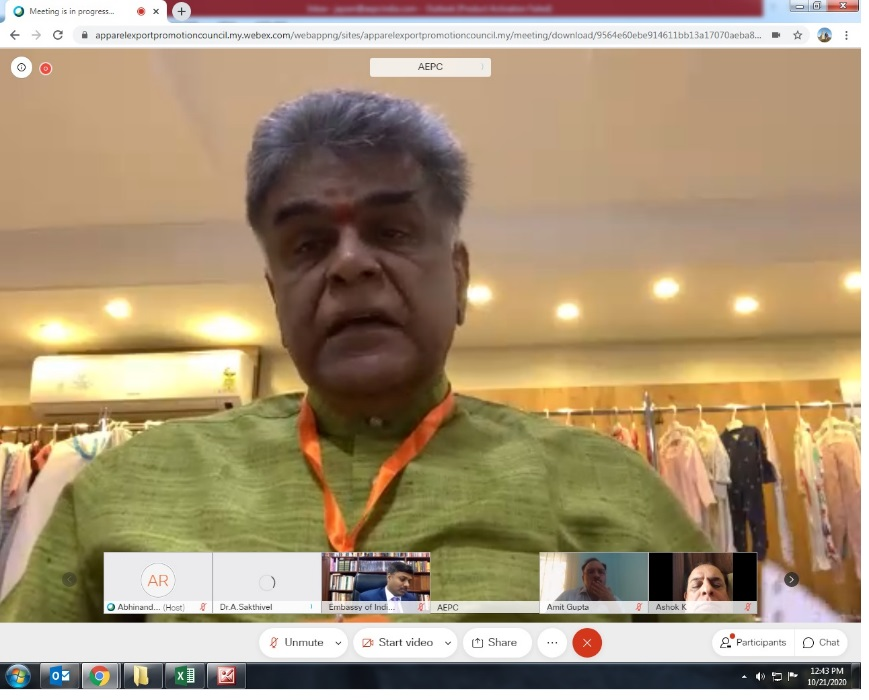 Meeting is in progress...
apparelexportpromotioncouncil.my.webex.com/webappng/sites/apparelexportpromotioncouncil.my/meeting/download/9564e60ebe914611bb13a17070aeba8...
AEPC
AR
Abhinand... (Host)
Dr.A.Sakthivel
Embassy of Indi...
AEPC
Amit Gupta
Ashok K
Unmute
Start video
Share
Participants
Chat
12:43 PM
10/21/2020